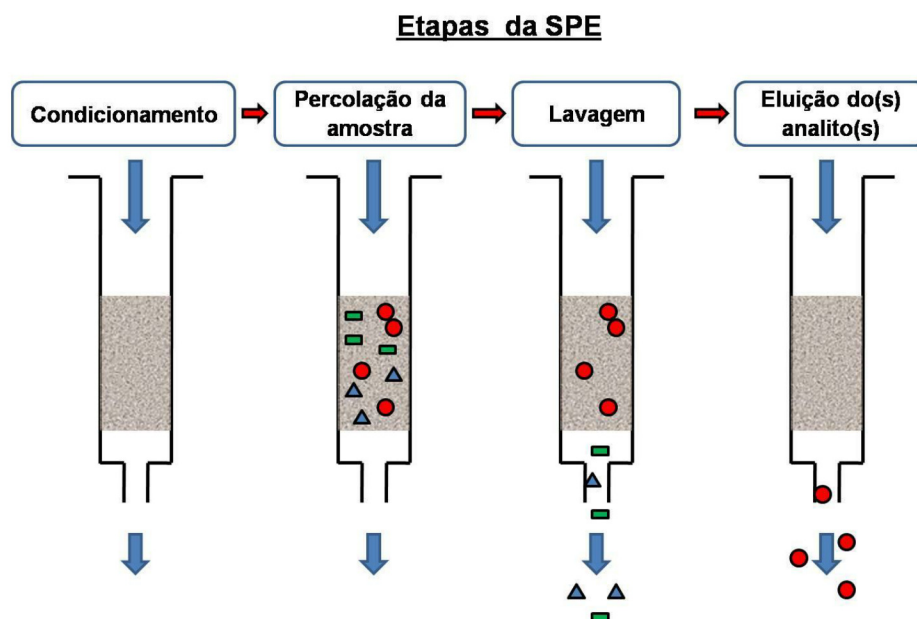 Etapas da SPE
Condicionamento
Percolação da
amostra
Lavagem
Eluição do(s)
analito(s)